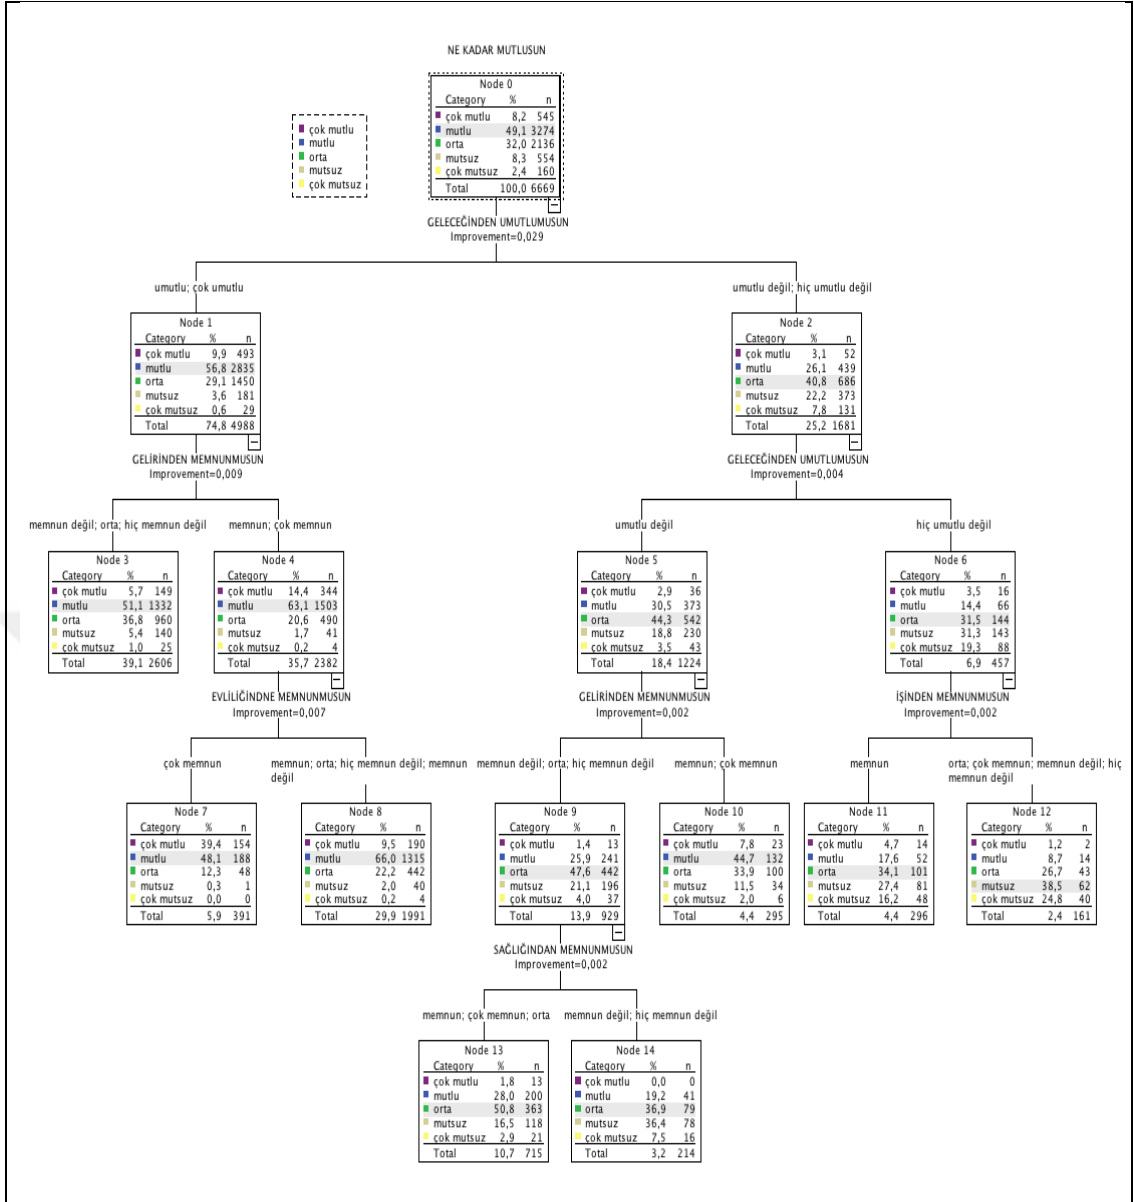 NE KADAR MUTLUSUN
Node 0
Category % n
çok mutlu 8,2 545
mutlu 49,1 3274
orta 32,0 2136
mutsuz 8,3 554
çok mutsuz 2,4 160
Total 100,0 6669
çok mutlu
mutlu
orta
mutsuz
çok mutsuz
GELECEĞİNDEN UMUTLUMUSUN
Improvement=0,029
umutlu; çok umutlu
umutlu değil; hiç umutlu değil
Node 1
Category % n
çok mutlu 9,9 493
mutlu 56,8 2835
orta 29,1 1450
mutsuz 3,6 181
çok mutsuz 0,6 29
Total 74,8 4988
Node 2
Category % n
çok mutlu 3,1 52
mutlu 26,1 439
orta 40,8 686
mutsuz 22,2 373
çok mutsuz 7,8 131
Total 25,2 1681
GELİRİNDEN MEMNUNMUSUN
Improvement=0,009
GELECEĞİNDEN UMUTLUMUSUN
Improvement=0,004
memnun değil; orta; hiç memnun değil
memnun; çok memnun
umutlu değil
hiç umutlu değil
Node 3
Category % n
çok mutlu 5,7 149
mutlu 51,1 1332
orta 36,8 960
mutsuz 5,4 140
çok mutsuz 1,0 25
Total 39,1 2606
Node 4
Category % n
çok mutlu 14,4 344
mutlu 63,1 1503
orta 20,6 490
mutsuz 1,7 41
çok mutsuz 0,2 4
Total 35,7 2382
Node 5
Category % n
çok mutlu 2,9 36
mutlu 30,5 373
orta 44,3 542
mutsuz 18,8 230
çok mutsuz 3,5 43
Total 18,4 1224
Node 6
Category % n
çok mutlu 3,5 16
mutlu 14,4 66
orta 31,5 144
mutsuz 31,3 143
çok mutsuz 19,3 88
Total 6,9 457
EVLİLİĞİNDNE MEMNUNMUSUN
Improvement=0,007
GELİRİNDEN MEMNUNMUSUN
Improvement=0,002
İŞİNDEN MEMNUNMUSUN
Improvement=0,002
çok memnun
memnun; orta; hiç memnun değil; memnun
değil
memnun değil; orta; hiç memnun değil
memnun; çok memnun
memnun
orta; çok memnun; memnun değil; hiç
memnun değil
Node 7
Category % n
çok mutlu 39,4 154
mutlu 48,1 188
orta 12,3 48
mutsuz 0,3 1
çok mutsuz 0,0 0
Total 5,9 391
Node 8
Category % n
çok mutlu 9,5 190
mutlu 66,0 1315
orta 22,2 442
mutsuz 2,0 40
çok mutsuz 0,2 4
Total 29,9 1991
Node 9
Category % n
çok mutlu 1,4 13
mutlu 25,9 241
orta 47,6 442
mutsuz 21,1 196
çok mutsuz 4,0 37
Total 13,9 929
Node 10
Category % n
çok mutlu 7,8 23
mutlu 44,7 132
orta 33,9 100
mutsuz 11,5 34
çok mutsuz 2,0 6
Total 4,4 295
Node 11
Category % n
çok mutlu 4,7 14
mutlu 17,6 52
orta 34,1 101
mutsuz 27,4 81
çok mutsuz 16,2 48
Total 4,4 296
Node 12
Category % n
çok mutlu 1,2 2
mutlu 8,7 14
orta 26,7 43
mutsuz 38,5 62
çok mutsuz 24,8 40
Total 2,4 161
SAĞLIĞINDAN MEMNUNMUSUN
Improvement=0,002
memnun; çok memnun; orta
memnun değil; hiç memnun değil
Node 13
Category % n
çok mutlu 1,8 13
mutlu 28,0 200
orta 50,8 363
mutsuz 16,5 118
çok mutsuz 2,9 21
Total 10,7 715
Node 14
Category % n
çok mutlu 0,0 0
mutlu 19,2 41
orta 36,9 79
mutsuz 36,4 78
çok mutsuz 7,5 16
Total 3,2 214